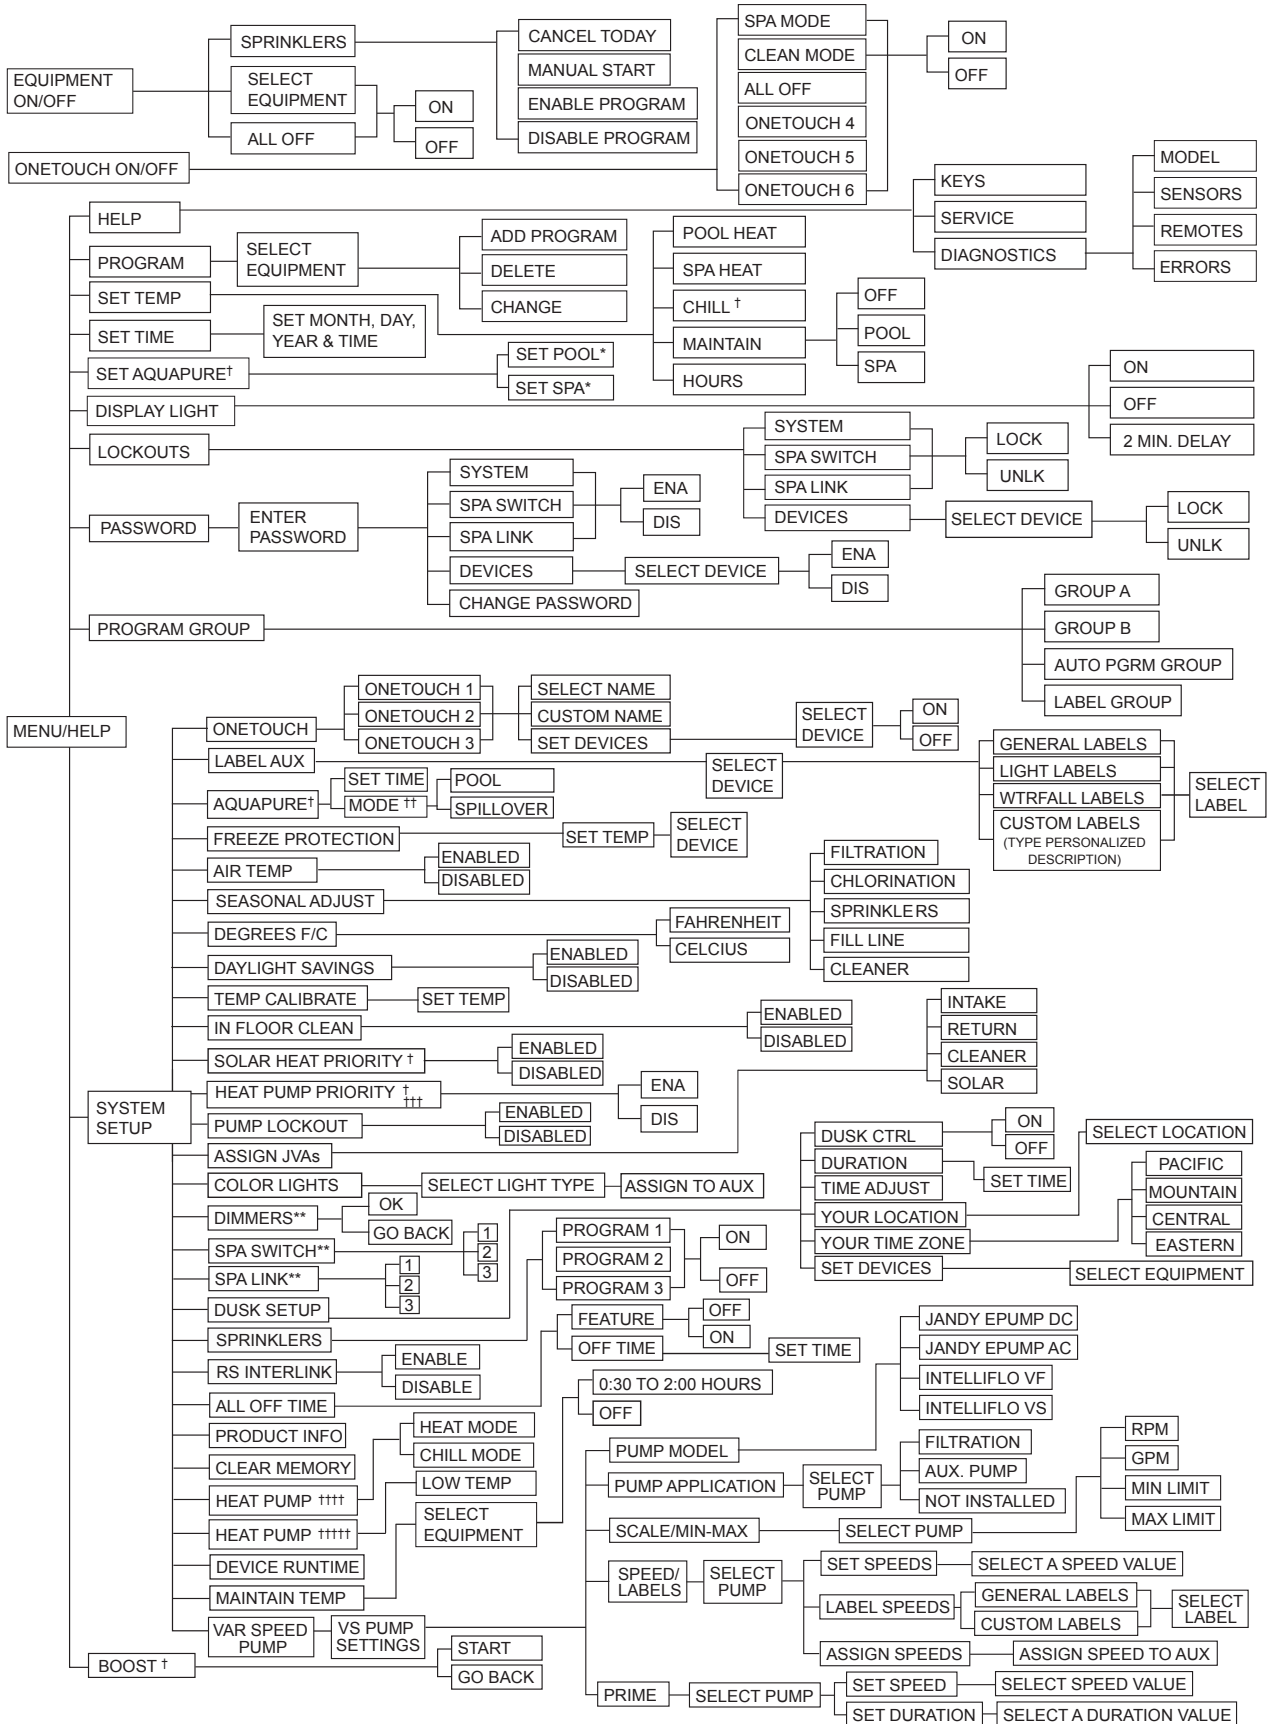 EQUIPMENT
ON/OFF
SPRINKLERS
CANCEL TODAY
MANUAL START
ENABLE PROGRAM
DISABLE PROGRAM
SELECT
EQUIPMENT
ALL OFF
ON
OFF
ONETOUCH ON/OFF
SPA MODE
CLEAN MODE
ALL OFF
ONETOUCH 4
ONETOUCH 5
ONETOUCH 6
ON
OFF
MENU/HELP
HELP
KEYS
SERVICE
DIAGNOSTICS
MODEL
SENSORS
REMOTES
ERRORS
PROGRAM
SELECT
EQUIPMENT
ADD PROGRAM
DELETE
CHANGE
SET TEMP
POOL HEAT
SPA HEAT
CHILL †
MAINTAIN
HOURS
OFF
POOL
SPA
SET TIME
SET MONTH, DAY,
YEAR & TIME
SET AQUAPURE†
SET POOL*
SET SPA*
DISPLAY LIGHT
ON
OFF
2 MIN. DELAY
LOCKOUTS
SYSTEM
SPA SWITCH
SPA LINK
DEVICES
LOCK
UNLK
SELECT DEVICE
LOCK
UNLK
PASSWORD
ENTER
PASSWORD
SYSTEM
SPA SWITCH
SPA LINK
DEVICES
CHANGE PASSWORD
ENA
DIS
SELECT DEVICE
ENA
DIS
PROGRAM GROUP
GROUP A
GROUP B
AUTO PGRM GROUP
LABEL GROUP
SYSTEM
SETUP
ONETOUCH
ONETOUCH 1
ONETOUCH 2
ONETOUCH 3
SELECT NAME
CUSTOM NAME
SET DEVICES
SELECT
DEVICE
ON
OFF
LABEL AUX
SELECT
DEVICE
GENERAL LABELS
LIGHT LABELS
WTRFALL LABELS
CUSTOM LABELS
(TYPE PERSONALIZED
DESCRIPTION)
SELECT
LABEL
AQUAPURE†
SET TIME
MODE ††
POOL
SPILLOVER
FREEZE PROTECTION
SET TEMP
SELECT
DEVICE
AIR TEMP
ENABLED
DISABLED
SEASONAL ADJUST
FILTRATION
CHLORINATION
SPRINKLERS
FILL LINE
CLEANER
DEGREES F/C
FAHRENHEIT
CELCIUS
DAYLIGHT SAVINGS
ENABLED
DISABLED
TEMP CALIBRATE
SET TEMP
IN FLOOR CLEAN
ENABLED
DISABLED
SOLAR HEAT PRIORITY †
ENABLED
DISABLED
HEAT PUMP PRIORITY †
†††
ENA
DIS
PUMP LOCKOUT
ENABLED
DISABLED
ASSIGN JVAs
INTAKE
RETURN
CLEANER
SOLAR
COLOR LIGHTS
SELECT LIGHT TYPE
ASSIGN TO AUX
DIMMERS**
OK
GO BACK
SPA SWITCH**
1
2
3
SPA LINK**
1
2
3
DUSK SETUP
DUSK CTRL
DURATION
TIME ADJUST
YOUR LOCATION
YOUR TIME ZONE
SET DEVICES
ON
OFF
SET TIME
SELECT LOCATION
PACIFIC
MOUNTAIN
CENTRAL
EASTERN
SELECT EQUIPMENT
SPRINKLERS
PROGRAM 1
PROGRAM 2
PROGRAM 3
ON
OFF
RS INTERLINK
ENABLE
DISABLE
ALL OFF TIME
FEATURE
OFF TIME
OFF
ON
SET TIME
PRODUCT INFO
CLEAR MEMORY
HEAT PUMP ††††
HEAT MODE
CHILL MODE
HEAT PUMP †††††
LOW TEMP
DEVICE RUNTIME
MAINTAIN TEMP
SELECT
EQUIPMENT
0:30 TO 2:00 HOURS
OFF
VAR SPEED
PUMP
VS PUMP
SETTINGS
PUMP MODEL
JANDY EPUMP DC
JANDY EPUMP AC
INTELLIFLO VF
INTELLIFLO VS
PUMP APPLICATION
SELECT
PUMP
FILTRATION
AUX. PUMP
NOT INSTALLED
SCALE/MIN-MAX
SELECT PUMP
RPM
GPM
MIN LIMIT
MAX LIMIT
SPEED/
LABELS
SELECT
PUMP
SET SPEEDS
SELECT A SPEED VALUE
LABEL SPEEDS
GENERAL LABELS
CUSTOM LABELS
SELECT
LABEL
ASSIGN SPEEDS
ASSIGN SPEED TO AUX
PRIME
SELECT PUMP
SET SPEED
SELECT SPEED VALUE
SET DURATION
SELECT A DURATION VALUE
BOOST †
START
GO BACK